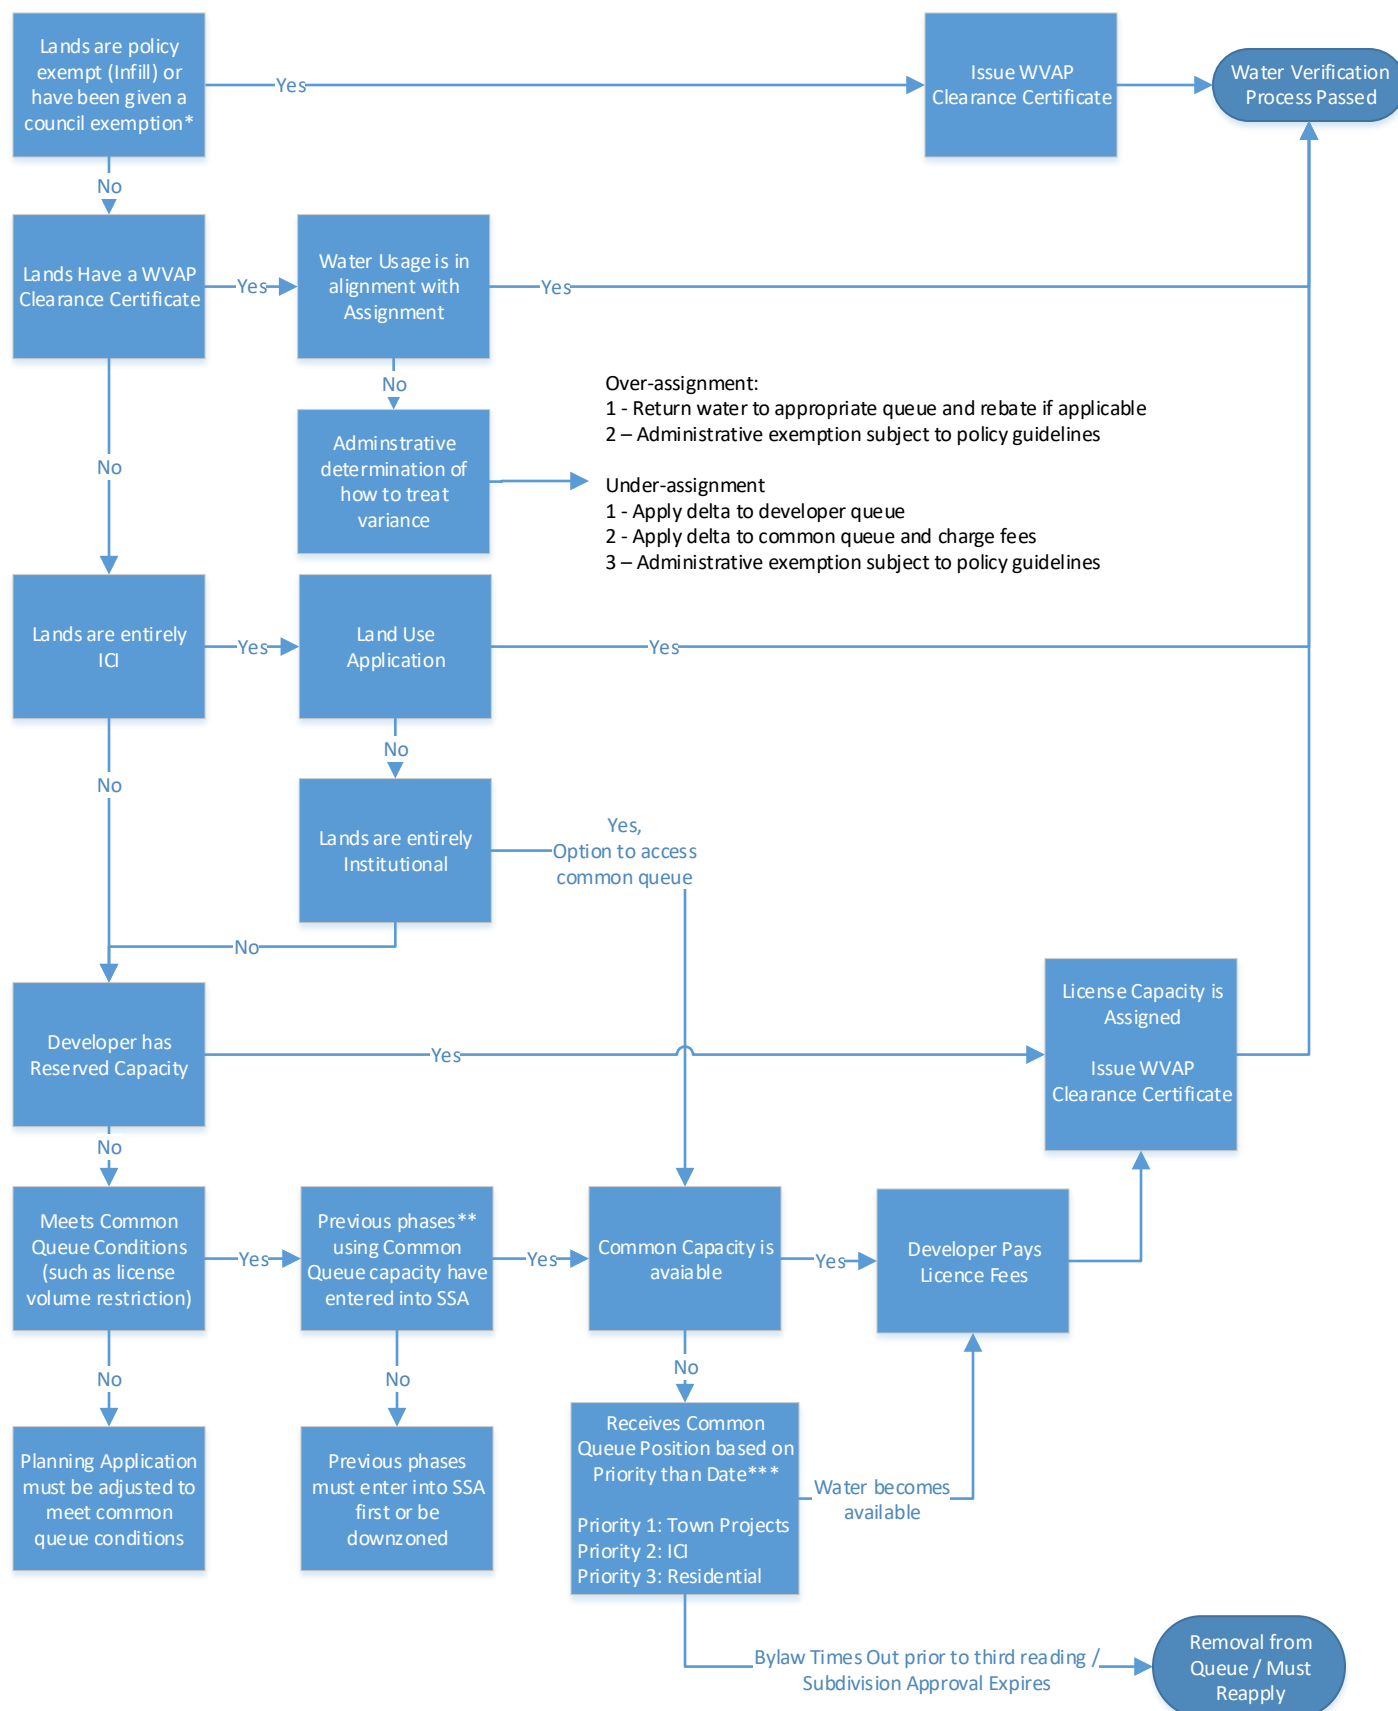 Lands are policy
exempt (Infill) or
have been given a
council exemption*
Yes
Issue WVAP
Clearance Certificate
Water Verification
Process Passed
No
Lands Have a WVAP
Clearance Certificate
Yes
Water Usage is in
alignment with
Assignment
Yes
No
No
Adminstrative
determination of
how to treat
variance
Over-assignment:
1 - Return water to appropriate queue and rebate if applicable
2 – Administrative exemption subject to policy guidelines
Under-assignment
1 - Apply delta to developer queue
2 - Apply delta to common queue and charge fees
3 – Administrative exemption subject to policy guidelines
Lands are entirely
ICI
Yes
Land Use
Application
Yes
No
No
Lands are entirely
Institutional
Yes,
Option to access
common queue
No
Developer has
Reserved Capacity
Yes
License Capacity is
Assigned
Issue WVAP
Clearance Certificate
No
Meets Common
Queue Conditions
(such as license
volume restriction)
Yes
Previous phases**
using Common
Queue capacity have
entered into SSA
Yes
Common Capacity is
avaiable
Yes
Developer Pays
Licence Fees
No
No
No
Planning Application
must be adjusted to
meet common
queue conditions
Previous phases
must enter into SSA
first or be
downzoned
Receives Common
Queue Position based on
Priority than Date***
Priority 1: Town Projects
Priority 2: ICI
Priority 3: Residential
Water becomes
available
Bylaw Times Out prior to third reading /
Subdivision Approval Expires
Removal from
Queue / Must
Reapply